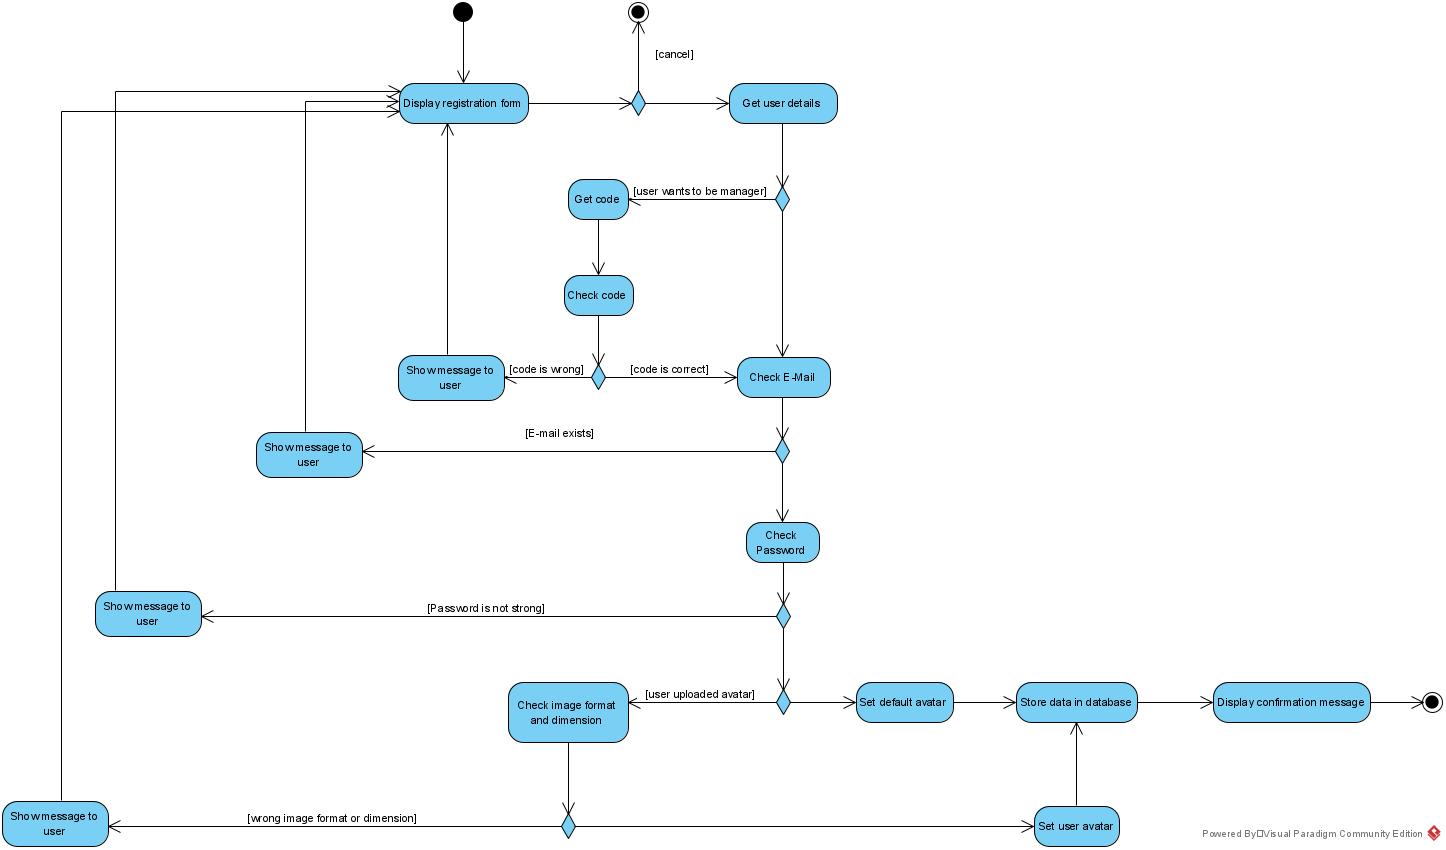 [cancel]
Display registration form
Get user details
Get code
[user wants to be manager]
Check code
Show message to
user
[code is wrong]
[code is correct]
Check E-Mail
Show message to
user
[E-mail exists]
Check
Password
Show message to
user
[Password is not strong]
Check image format
and dimension
[user uploaded avatar]
Set default avatar
Store data in database
Display confirmation message
Show message to
user
[wrong image format or dimension]
Set user avatar
Powered By□Visual Paradigm Community Edition